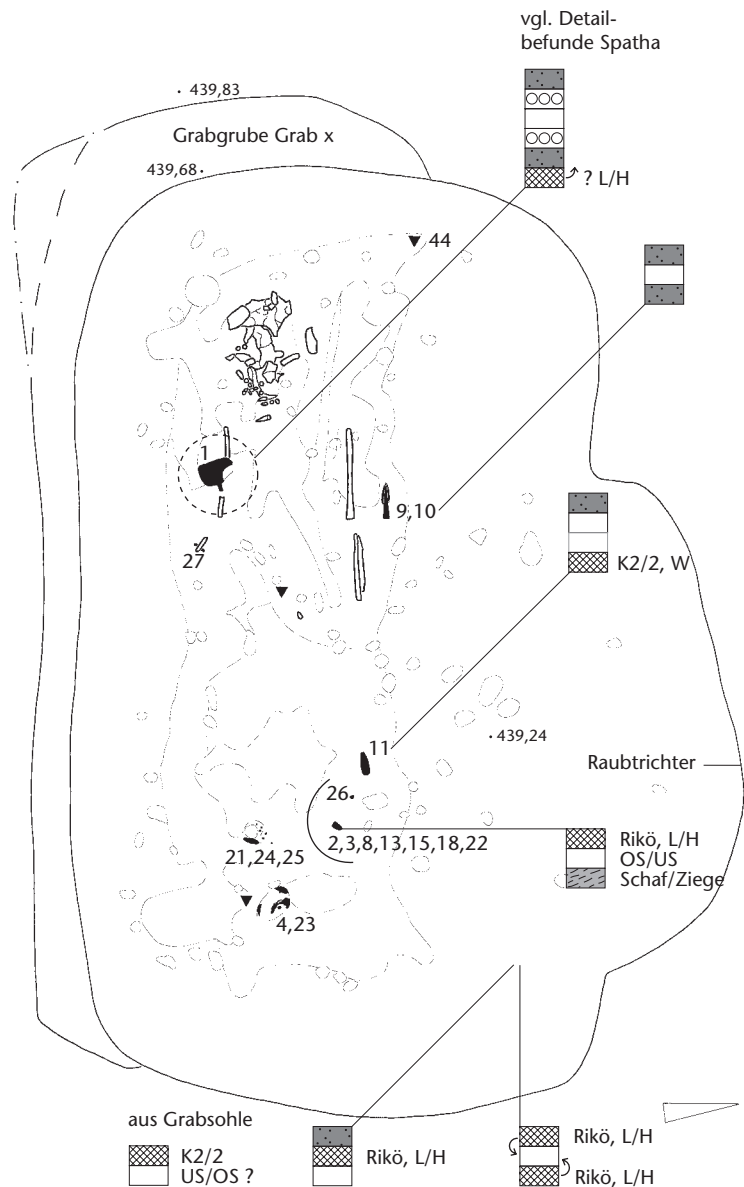 vgl. Detail-
befunde Spatha
439,83
Grabgrube Grab x
439,68
? L/H
44
1
9,10
27
K2/2, W
439,24
11
Raubtrichter
26
2,3,8,13,15,18,22
Rikö, L/H
OS/US
Schaf/Ziege
21,24,25
4,23
aus Grabsohle
K2/2
US/OS ?
Rikö, L/H
Rikö, L/H
Rikö, L/H